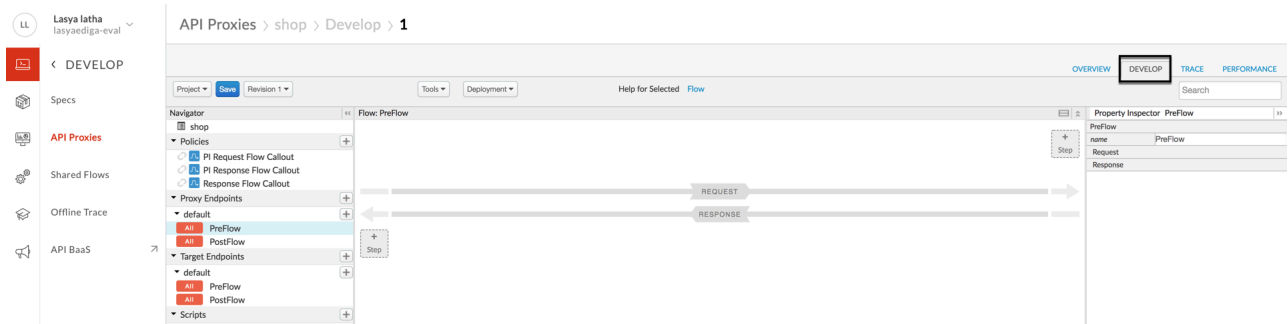 LL
Lasya latha
lasyaediga-eval
API Proxies > shop > Develop > 1
< DEVELOP
Specs
API Proxies
Shared Flows
Offline Trace
API BaaS
OVERVIEW DEVELOP TRACE PERFORMANCE
Project Save Revision 1 Tools Deployment Help for Selected Flow Search
Navigator
shop
Policies
PI Request Flow Callout
PI Response Flow Callout
Response Flow Callout
Proxy Endpoints
default
All PreFlow
All PostFlow
Target Endpoints
default
All PreFlow
All PostFlow
Scripts
Flow: PreFlow
+
Step
REQUEST
RESPONSE
+
Step
Property Inspector PreFlow
PreFlow
name PreFlow
Request
Response